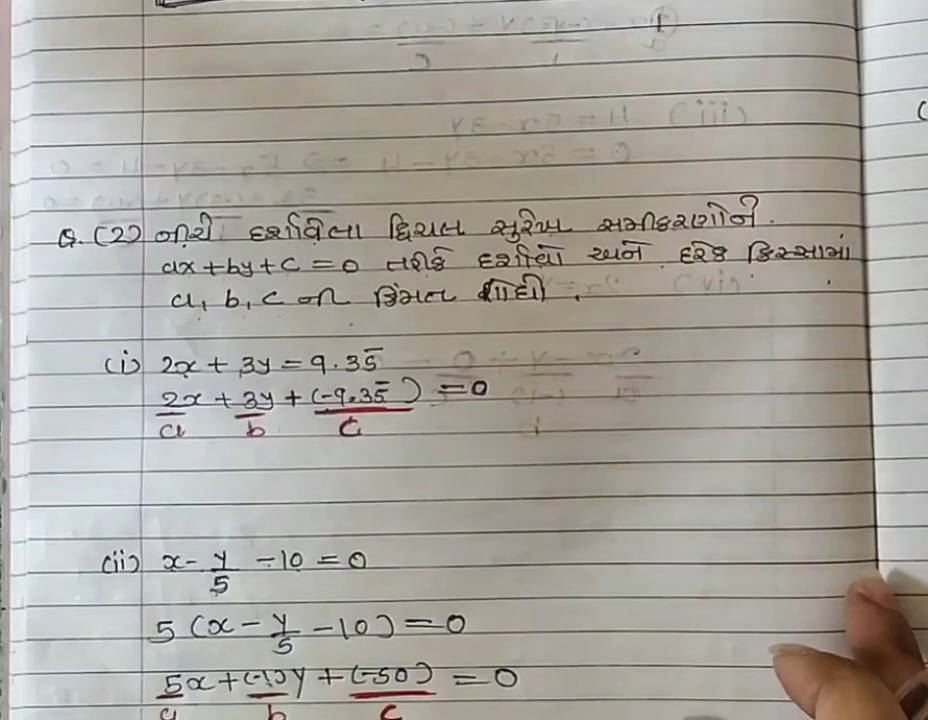 Q.(2) નીચે દર્શાવેલા દ્વિચલ સુરેખ સમીકરણોને
ax + by + c = 0 તરીકે દર્શાવો અને દરેક કિસ્સામાં
a, b, c ની કિંમત શોધો.
(i) 2x + 3y = 9.35̅
2x + 3y + (-9.35̅) = 0
a b c
(ii) x - y/5 - 10 = 0
5 (x - y/5 - 10) = 0
5x + (-1)y + (-50) = 0
a b c